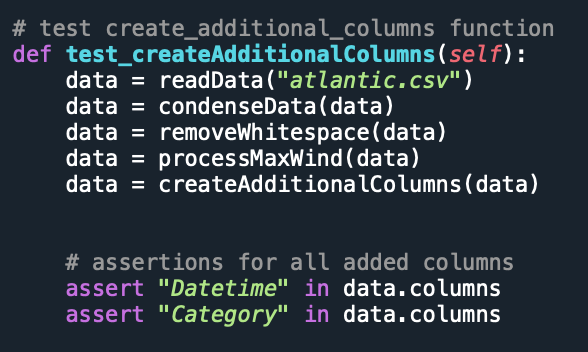 # test create_additional_columns function
def test_createAdditionalColumns(self):
    data = readData("atlantic.csv")
    data = condenseData(data)
    data = removeWhitespace(data)
    data = processMaxWind(data)
    data = createAdditionalColumns(data)
    # assertions for all added columns
    assert "Datetime" in data.columns
    assert "Category" in data.columns